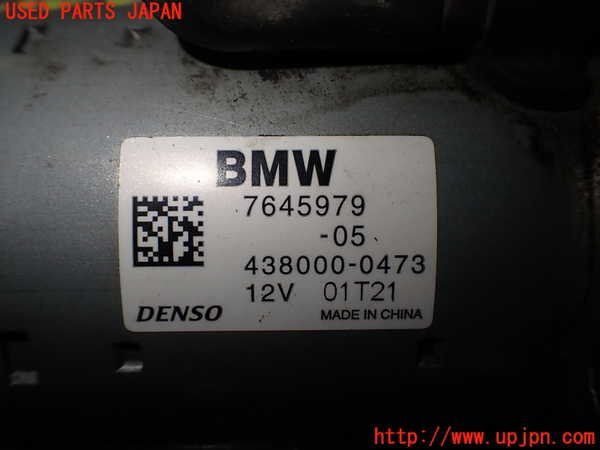 USED PARTS JAPAN
BMW
7645979
-05
438000-0473
12V 01T21
DENSO MADE IN CHINA
http://www.upjpn.com/